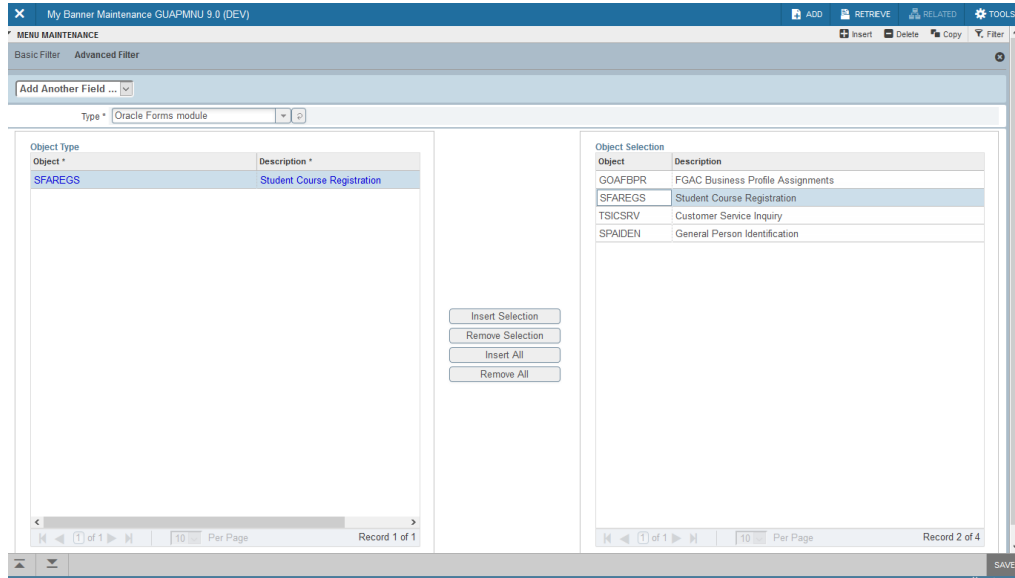 My Banner Maintenance GUAPMNU 9.0 (DEV) ADD RETRIEVE RELATED TOOLS
MENU MAINTENANCE Insert Delete Copy Filter
Basic Filter Advanced Filter
Add Another Field ...
Type * Oracle Forms module
Object Type
Object * Description *
SFAREGS Student Course Registration
Object Selection
Object Description
GOAFBPR FGAC Business Profile Assignments
SFAREGS Student Course Registration
TSICSRV Customer Service Inquiry
SPAIDEN General Person Identification
Insert Selection
Remove Selection
Insert All
Remove All
1 of 1 10 Per Page Record 1 of 1
1 of 1 10 Per Page Record 2 of 4
SAVE